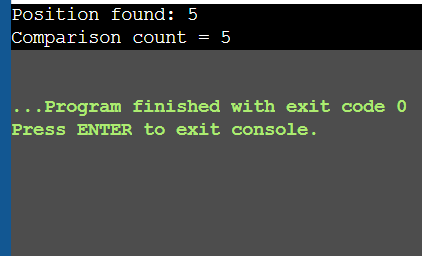 Position found: 5
Comparison count = 5
...Program finished with exit code 0
Press ENTER to exit console.